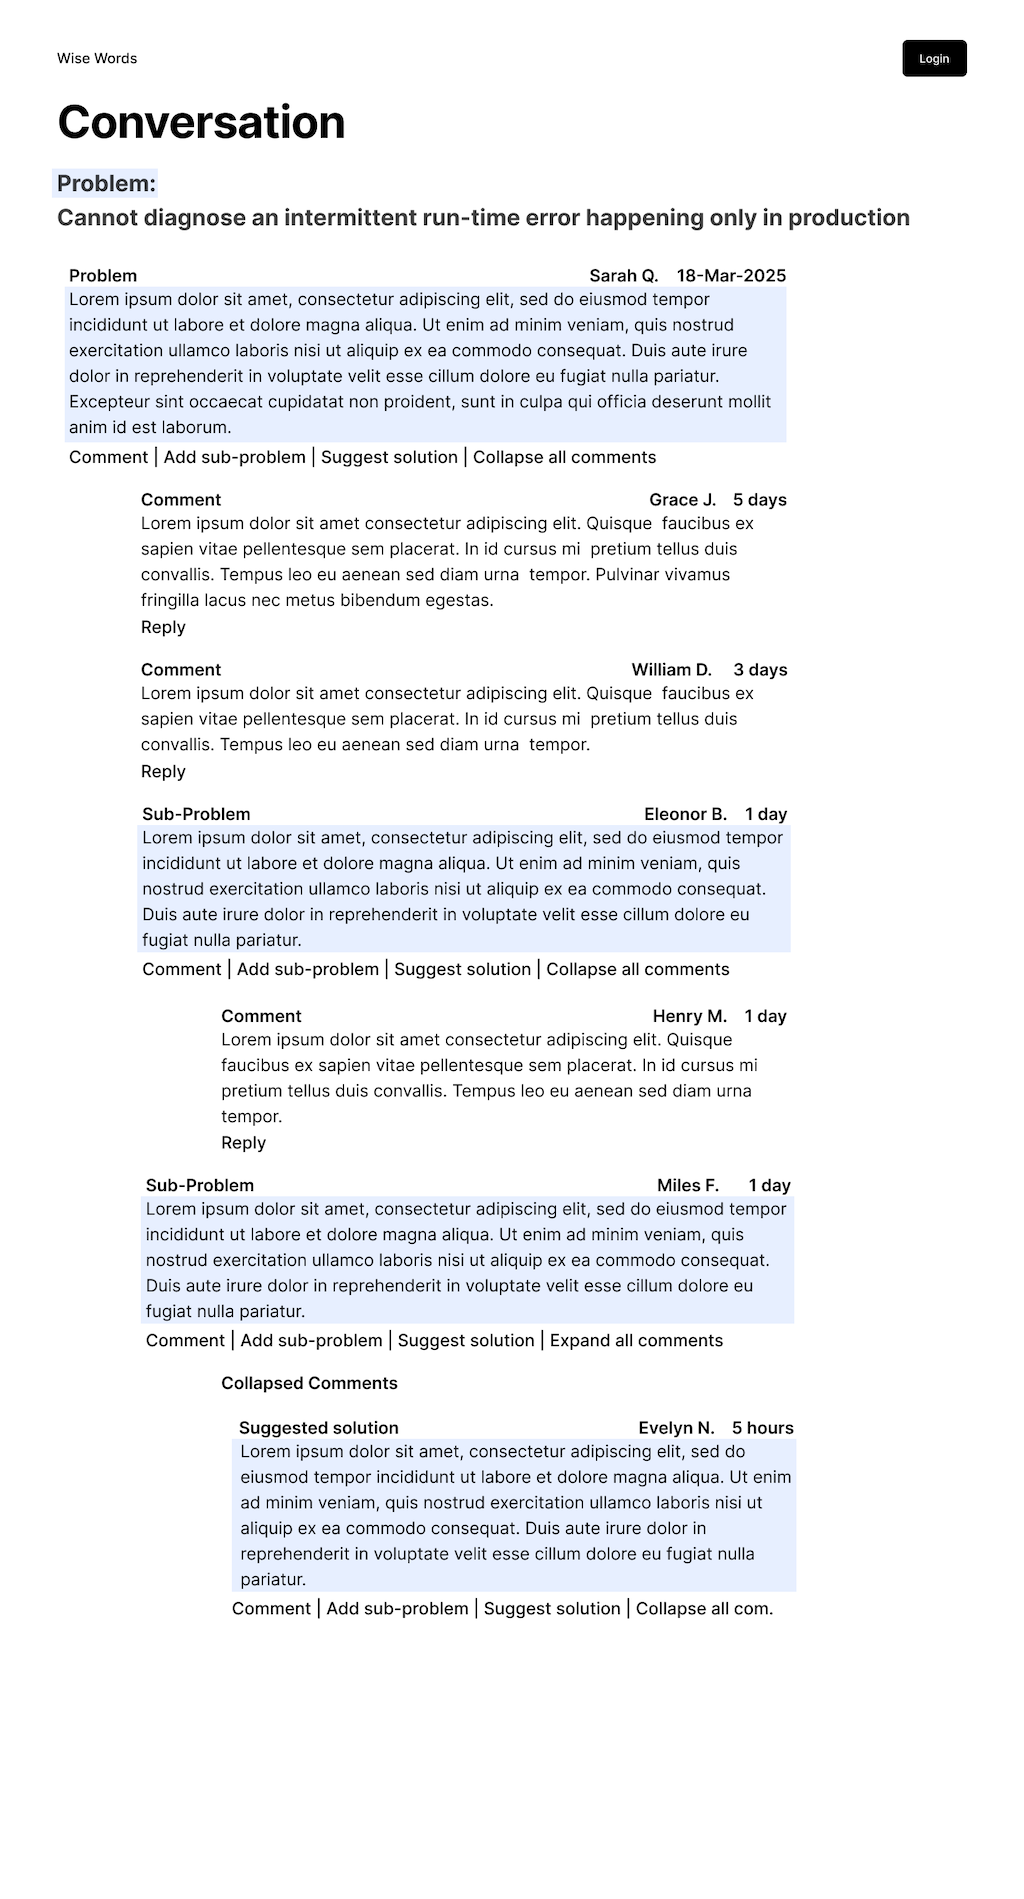 Wise Words
Login
Conversation
Problem:
Cannot diagnose an intermittent run-time error happening only in production
Problem Sarah Q. 18-Mar-2025
Lorem ipsum dolor sit amet, consectetur adipiscing elit, sed do eiusmod tempor
incididunt ut labore et dolore magna aliqua. Ut enim ad minim veniam, quis nostrud
exercitation ullamco laboris nisi ut aliquip ex ea commodo consequat. Duis aute irure
dolor in reprehenderit in voluptate velit esse cillum dolore eu fugiat nulla pariatur.
Excepteur sint occaecat cupidatat non proident, sunt in culpa qui officia deserunt mollit
anim id est laborum.
Comment | Add sub-problem | Suggest solution | Collapse all comments
Comment Grace J. 5 days
Lorem ipsum dolor sit amet consectetur adipiscing elit. Quisque faucibus ex
sapien vitae pellentesque sem placerat. In id cursus mi pretium tellus duis
convallis. Tempus leo eu aenean sed diam urna tempor. Pulvinar vivamus
fringilla lacus nec metus bibendum egestas.
Reply
Comment William D. 3 days
Lorem ipsum dolor sit amet consectetur adipiscing elit. Quisque faucibus ex
sapien vitae pellentesque sem placerat. In id cursus mi pretium tellus duis
convallis. Tempus leo eu aenean sed diam urna tempor.
Reply
Sub-Problem Eleonor B. 1 day
Lorem ipsum dolor sit amet, consectetur adipiscing elit, sed do eiusmod tempor
incididunt ut labore et dolore magna aliqua. Ut enim ad minim veniam, quis
nostrud exercitation ullamco laboris nisi ut aliquip ex ea commodo consequat.
Duis aute irure dolor in reprehenderit in voluptate velit esse cillum dolore eu
fugiat nulla pariatur.
Comment | Add sub-problem | Suggest solution | Collapse all comments
Comment Henry M. 1 day
Lorem ipsum dolor sit amet consectetur adipiscing elit. Quisque
faucibus ex sapien vitae pellentesque sem placerat. In id cursus mi
pretium tellus duis convallis. Tempus leo eu aenean sed diam urna
tempor.
Reply
Sub-Problem Miles F. 1 day
Lorem ipsum dolor sit amet, consectetur adipiscing elit, sed do eiusmod tempor
incididunt ut labore et dolore magna aliqua. Ut enim ad minim veniam, quis
nostrud exercitation ullamco laboris nisi ut aliquip ex ea commodo consequat.
Duis aute irure dolor in reprehenderit in voluptate velit esse cillum dolore eu
fugiat nulla pariatur.
Comment | Add sub-problem | Suggest solution | Expand all comments
Collapsed Comments
Suggested solution Evelyn N. 5 hours
Lorem ipsum dolor sit amet, consectetur adipiscing elit, sed do
eiusmod tempor incididunt ut labore et dolore magna aliqua. Ut enim
ad minim veniam, quis nostrud exercitation ullamco laboris nisi ut
aliquip ex ea commodo consequat. Duis aute irure dolor in
reprehenderit in voluptate velit esse cillum dolore eu fugiat nulla
pariatur.
Comment | Add sub-problem | Suggest solution | Collapse all com.